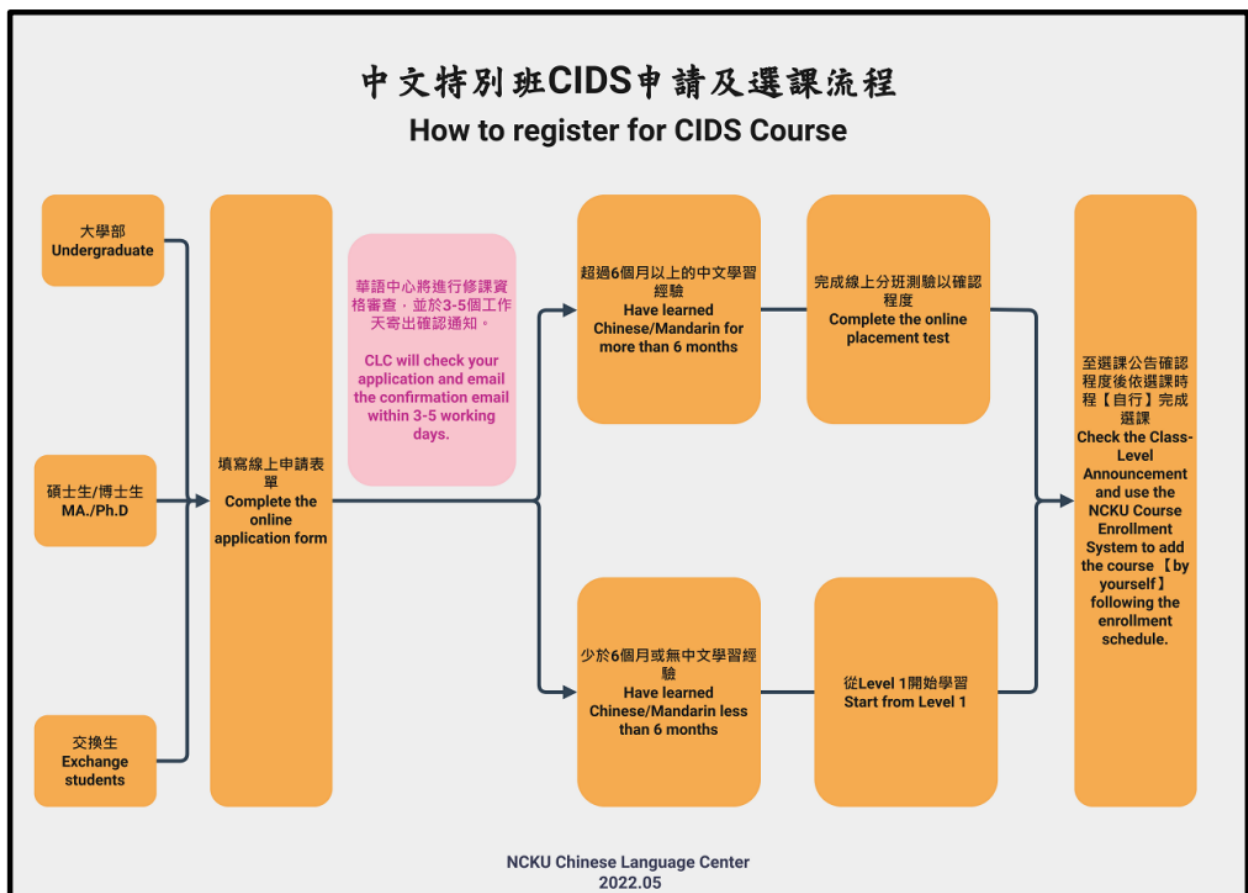 中文特別班CIDS申請及選課流程
How to register for CIDS Course
大學部
Undergraduate
碩士生/博士生
MA./Ph.D
交換生
Exchange
students
填寫線上申請表
單
Complete the
online
application form
華語中心將進行修課資
格審查，並於3-5個工作
天寄出確認通知。
CLC will check your
application and email
the confirmation email
within 3-5 working
days.
超過6個月以上的中文學習
經驗
Have learned
Chinese/Mandarin for
more than 6 months
完成線上分班測驗以確認
程度
Complete the online
placement test
少於6個月或無中文學習經
驗
Have learned
Chinese/Mandarin less
than 6 months
從Level 1開始學習
Start from Level 1
至選課公告確認
程度後依選課時
程【自行】完成
選課
Check the Class-
Level
Announcement
and use the
NCKU Course
Enrollment
System to add
the course【by
yourself】
following the
enrollment
schedule.
NCKU Chinese Language Center
2022.05